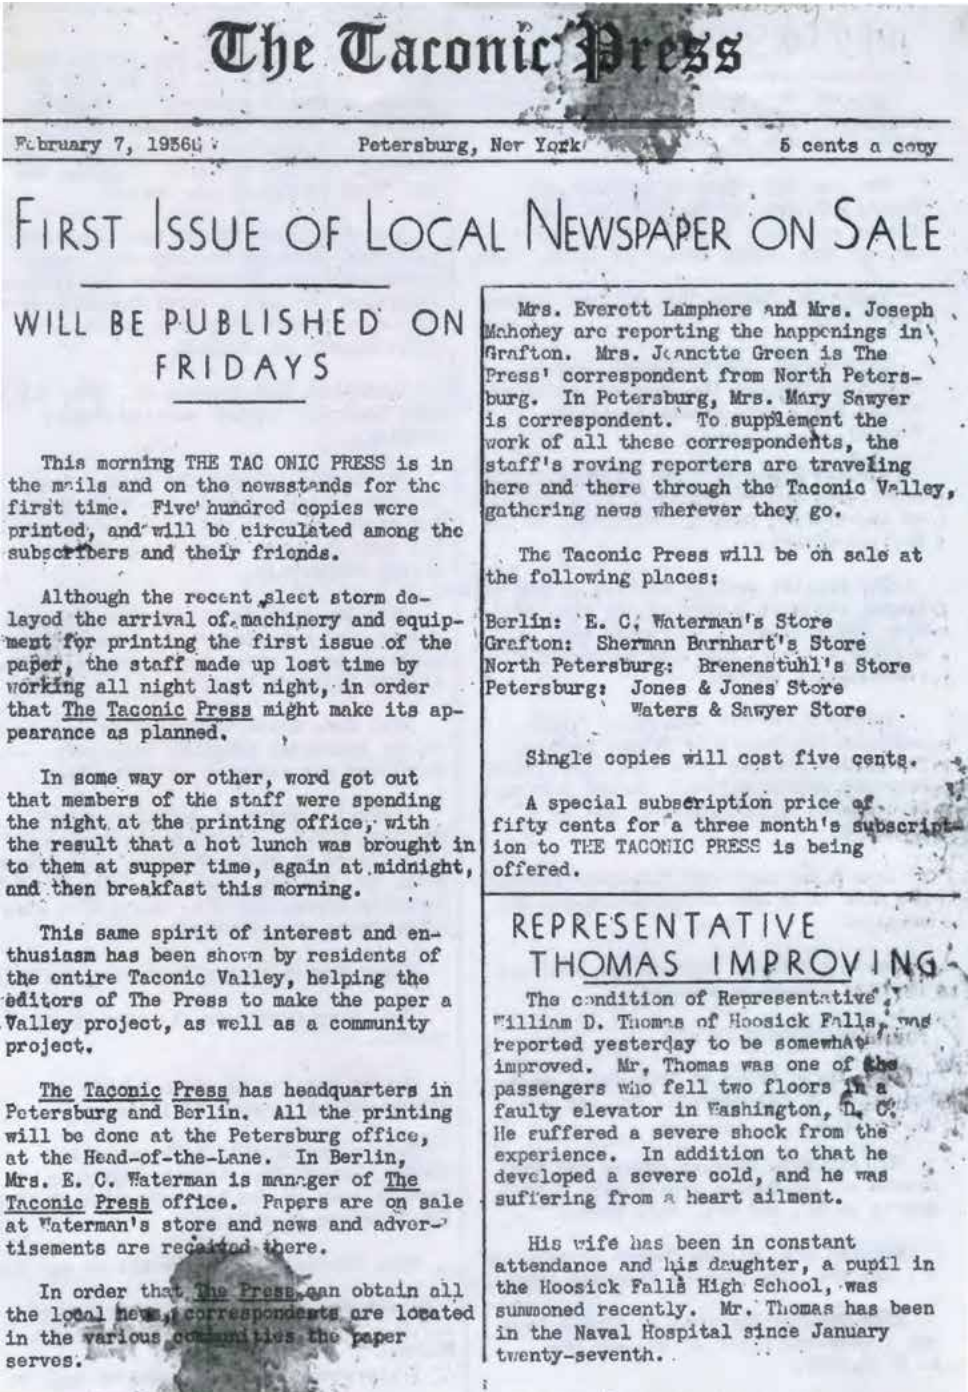 The Taconic Press
February 7, 1936
Petersburg, New York
5 cents a copy
FIRST ISSUE OF LOCAL NEWSPAPER ON SALE
WILL BE PUBLISHED ON
FRIDAYS
This morning THE TAC ONIC PRESS is in
the mails and on the newsstands for the
first time. Five hundred copies were
printed, and will be circulated among the
subscribers and their friends.
Although the recent sleet storm de-
layed the arrival of machinery and equip-
ment for printing the first issue of the
paper, the staff made up lost time by
working all night last night, in order
that The Taconic Press might make its ap-
pearance as planned.
In some way or other, word got out
that members of the staff were spending
the night at the printing office, with
the result that a hot lunch was brought in
to them at supper time, again at midnight,
and then breakfast this morning.
This same spirit of interest and en-
thusiasm has been shown by residents of
the entire Taconic Valley, helping the
editors of The Press to make the paper a
Valley project, as well as a community
project.
The Taconic Press has headquarters in
Petersburg and Berlin. All the printing
will be done at the Petersburg office,
at the Head-of-the-Lane. In Berlin,
Mrs. E. C. Waterman is manager of The
Taconic Press office. Papers are on sale
at Waterman's store and news and adver-
tisements are received there.
In order that The Press can obtain all
the local news, correspondents are located
in the various communities the paper
serves.
Mrs. Everett Lamphere and Mrs. Joseph
Mahoney are reporting the happenings in
Grafton. Mrs. Jeanette Green is The
Press' correspondent from North Peters-
burg. In Petersburg, Mrs. Mary Sawyer
is correspondent. To supplement the
work of all these correspondents, the
staff's roving reporters are traveling
here and there through the Taconic Valley,
gathering news wherever they go.
The Taconic Press will be on sale at
the following places:
Berlin: E. C. Waterman's Store
Grafton: Sherman Barnhart's Store
North Petersburg: Brenenstuhl's Store
Petersburg: Jones & Jones Store
Waters & Sawyer Store
Single copies will cost five cents.
A special subscription price of
fifty cents for a three month's subscript-
ion to THE TACONIC PRESS is being
offered.
REPRESENTATIVE
THOMAS IMPROVING
The condition of Representative
William D. Thomas of Hoosick Falls, was
reported yesterday to be somewhat
improved. Mr. Thomas was one of the
passengers who fell two floors in a
faulty elevator in Washington, D. C.
He suffered a severe shock from the
experience. In addition to that he
developed a severe cold, and he was
suffering from a heart ailment.
His wife has been in constant
attendance and his daughter, a pupil in
the Hoosick Falls High School, was
summoned recently. Mr. Thomas has been
in the Naval Hospital since January
twenty-seventh.